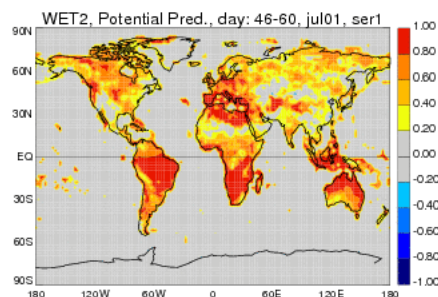 WET2, Potential Pred., day: 46-60, jul01, ser1
90N
60N
30N
EQ
30S
60S
90S
180
120W
60W
0
60E
120E
180
1.00
0.80
0.60
0.40
0.20
0.00
-0.20
-0.40
-0.60
-0.80
-1.00